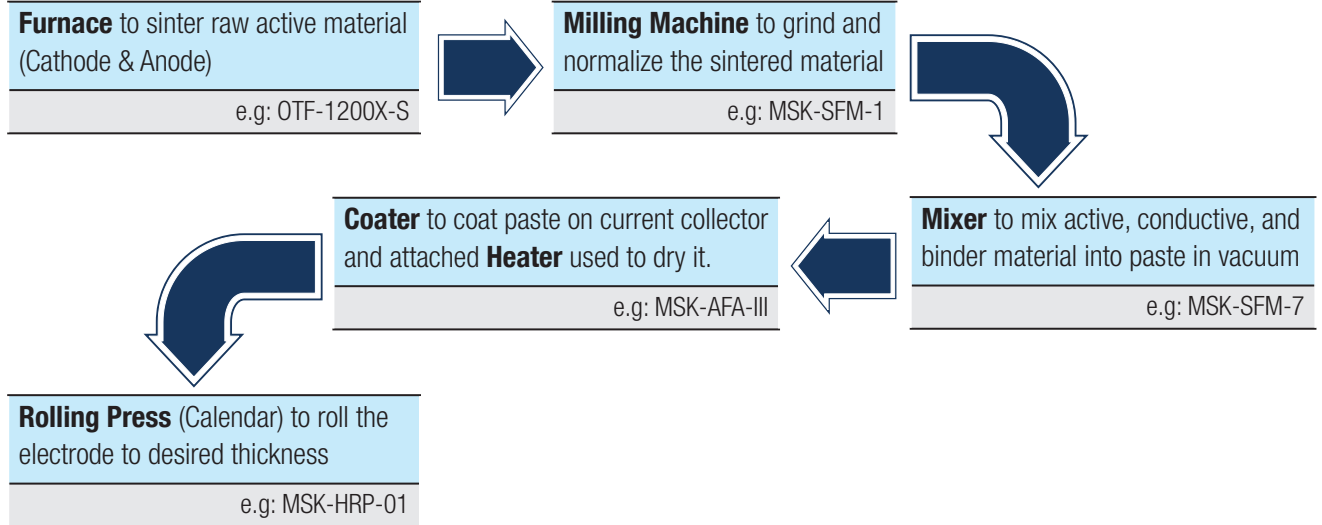 Furnace to sinter raw active material
(Cathode & Anode)
e.g: OTF-1200X-S
Milling Machine to grind and
normalize the sintered material
e.g: MSK-SFM-1
Mixer to mix active, conductive, and
binder material into paste in vacuum
e.g: MSK-SFM-7
Coater to coat paste on current collector
and attached Heater used to dry it.
e.g: MSK-AFA-III
Rolling Press (Calendar) to roll the
electrode to desired thickness
e.g: MSK-HRP-01